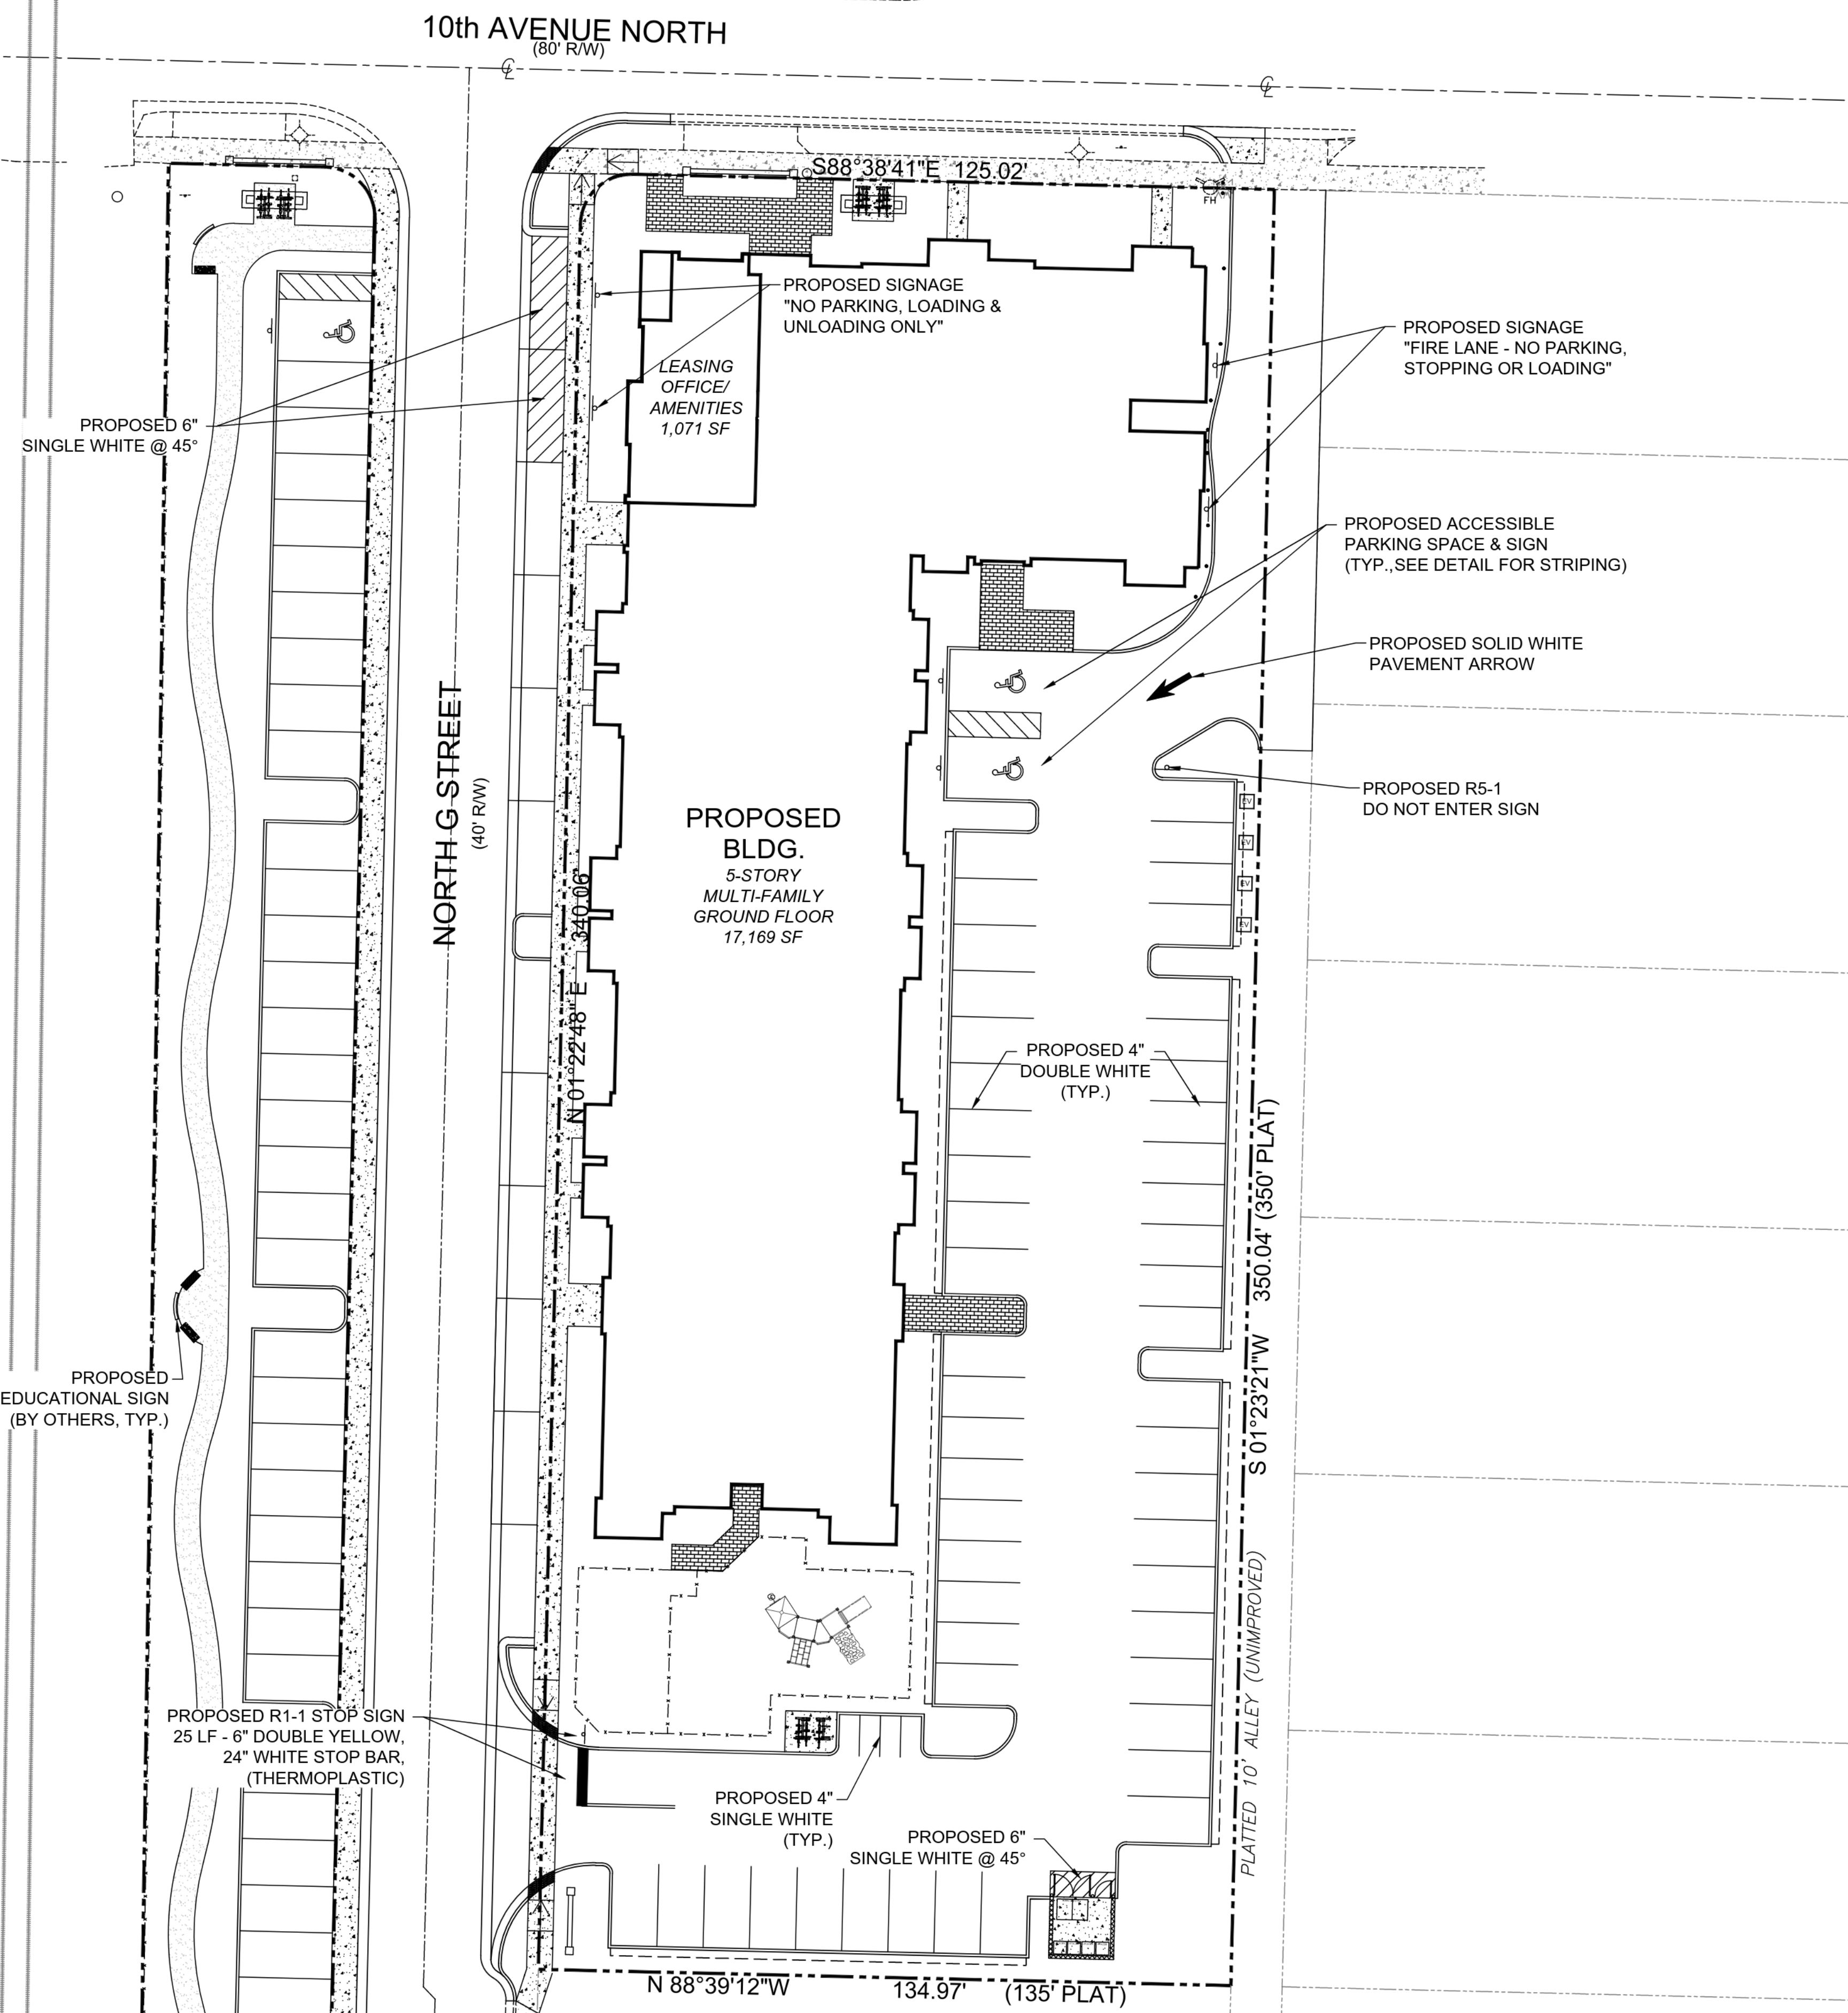 10th AVENUE NORTH
(80' R/W)
S88°38'41"E 125.02'
FH
PROPOSED SIGNAGE
"NO PARKING, LOADING &
UNLOADING ONLY"
PROPOSED SIGNAGE
"FIRE LANE - NO PARKING,
STOPPING OR LOADING"
LEASING
OFFICE/
AMENITIES
1,071 SF
PROPOSED 6"
SINGLE WHITE @ 45°
PROPOSED ACCESSIBLE
PARKING SPACE & SIGN
(TYP.,SEE DETAIL FOR STRIPING)
PROPOSED SOLID WHITE
PAVEMENT ARROW
NORTH G STREET
(40' R/W)
PROPOSED R5-1
DO NOT ENTER SIGN
EV
EV
EV
EV
PROPOSED
BLDG.
5-STORY
MULTI-FAMILY
GROUND FLOOR
17,169 SF
N 01°22'48" E 340.06'
PROPOSED 4"
DOUBLE WHITE
(TYP.)
S 01°23'21"W 350.04' (350' PLAT)
PROPOSED
EDUCATIONAL SIGN
(BY OTHERS, TYP.)
PLATTED 10' ALLEY (UNIMPROVED)
PROPOSED R1-1 STOP SIGN
25 LF - 6" DOUBLE YELLOW,
24" WHITE STOP BAR,
(THERMOPLASTIC)
PROPOSED 4"
SINGLE WHITE
(TYP.)
PROPOSED 6"
SINGLE WHITE @ 45°
N 88°39'12"W 134.97' (135' PLAT)